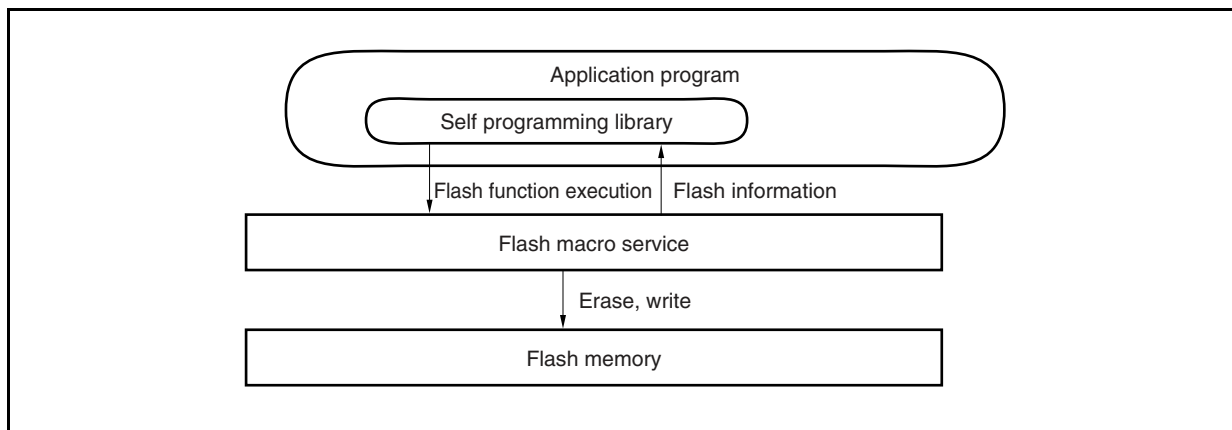 Application program
Self programming library
Flash function execution
Flash information
Flash macro service
Erase, write
Flash memory